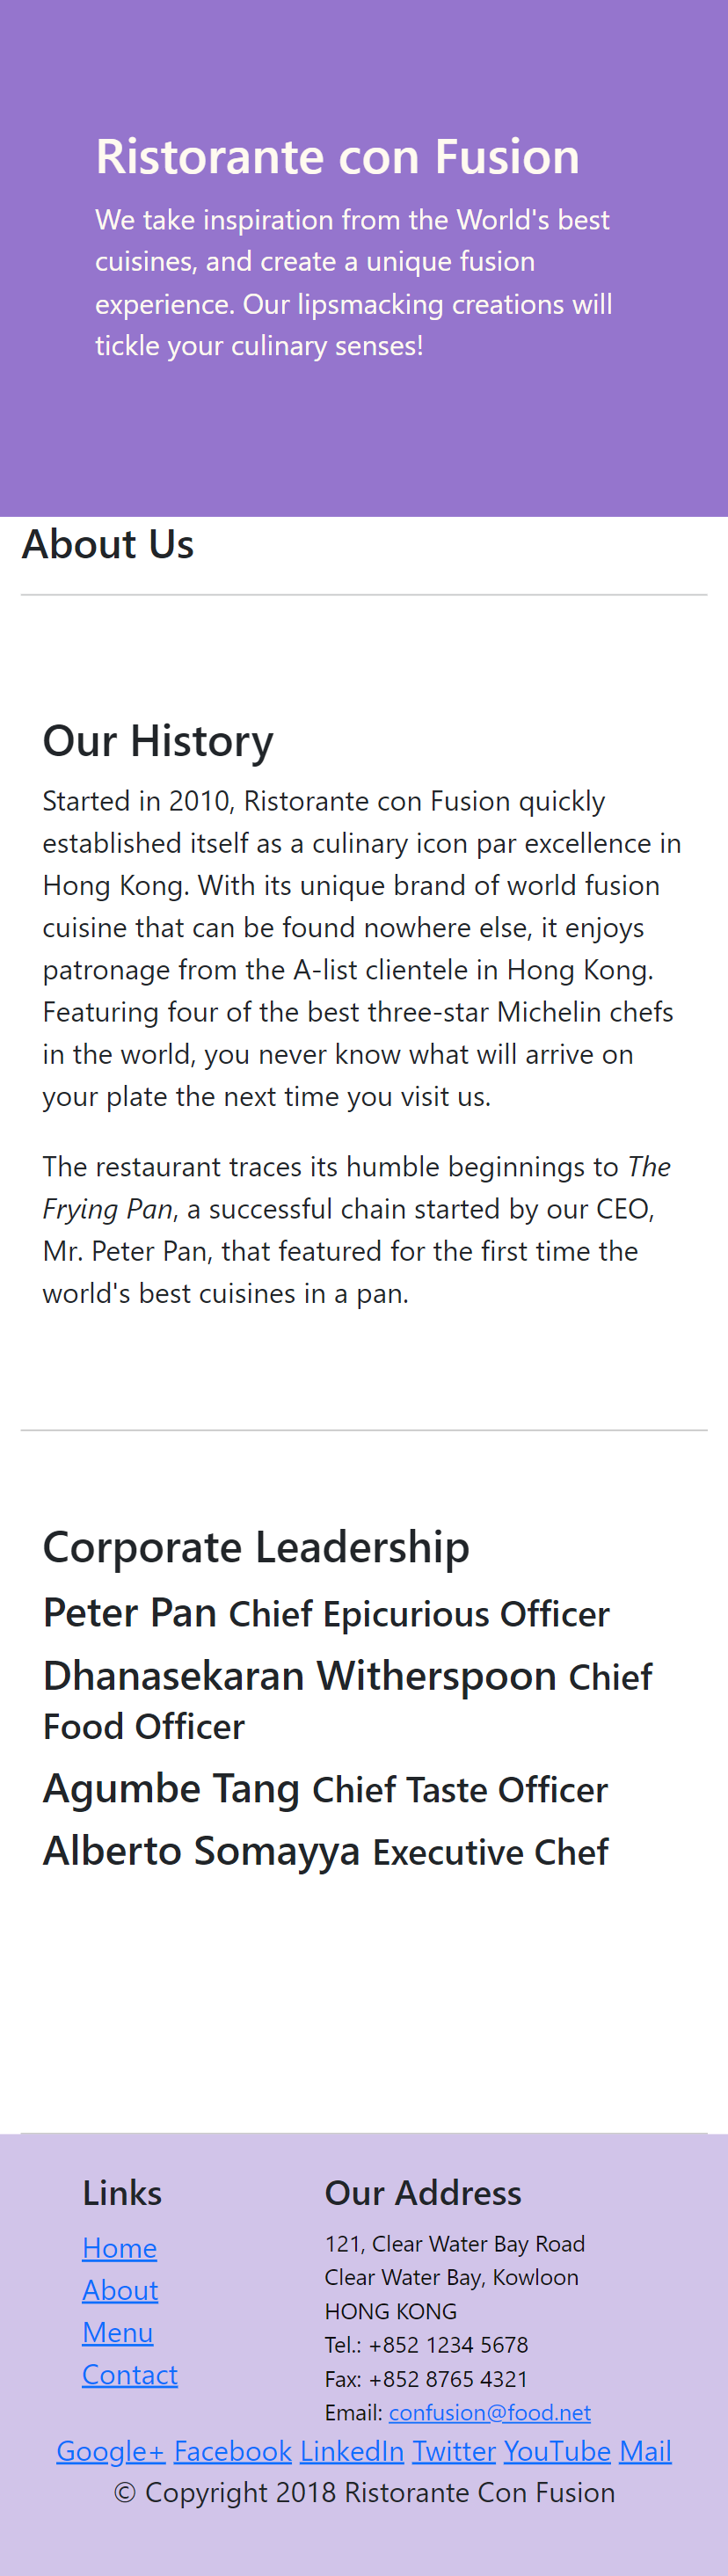 Ristorante con Fusion
We take inspiration from the World's best
cuisines, and create a unique fusion
experience. Our lipsmacking creations will
tickle your culinary senses!
About Us
Our History
Started in 2010, Ristorante con Fusion quickly
established itself as a culinary icon par excellence in
Hong Kong. With its unique brand of world fusion
cuisine that can be found nowhere else, it enjoys
patronage from the A-list clientele in Hong Kong.
Featuring four of the best three-star Michelin chefs
in the world, you never know what will arrive on
your plate the next time you visit us.
The restaurant traces its humble beginnings to The
Frying Pan, a successful chain started by our CEO,
Mr. Peter Pan, that featured for the first time the
world's best cuisines in a pan.
Corporate Leadership
Peter Pan Chief Epicurious Officer
Dhanasekaran Witherspoon Chief
Food Officer
Agumbe Tang Chief Taste Officer
Alberto Somayya Executive Chef
Links
Home
About
Menu
Contact
Our Address
121, Clear Water Bay Road
Clear Water Bay, Kowloon
HONG KONG
Tel.: +852 1234 5678
Fax: +852 8765 4321
Email: confusion@food.net
Google+ Facebook LinkedIn Twitter YouTube Mail
© Copyright 2018 Ristorante Con Fusion